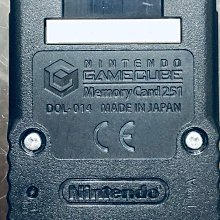 NINTENDO
GAMECUBE
Memory Card 251
DOL-014 MADE IN JAPAN
CE
Nintendo